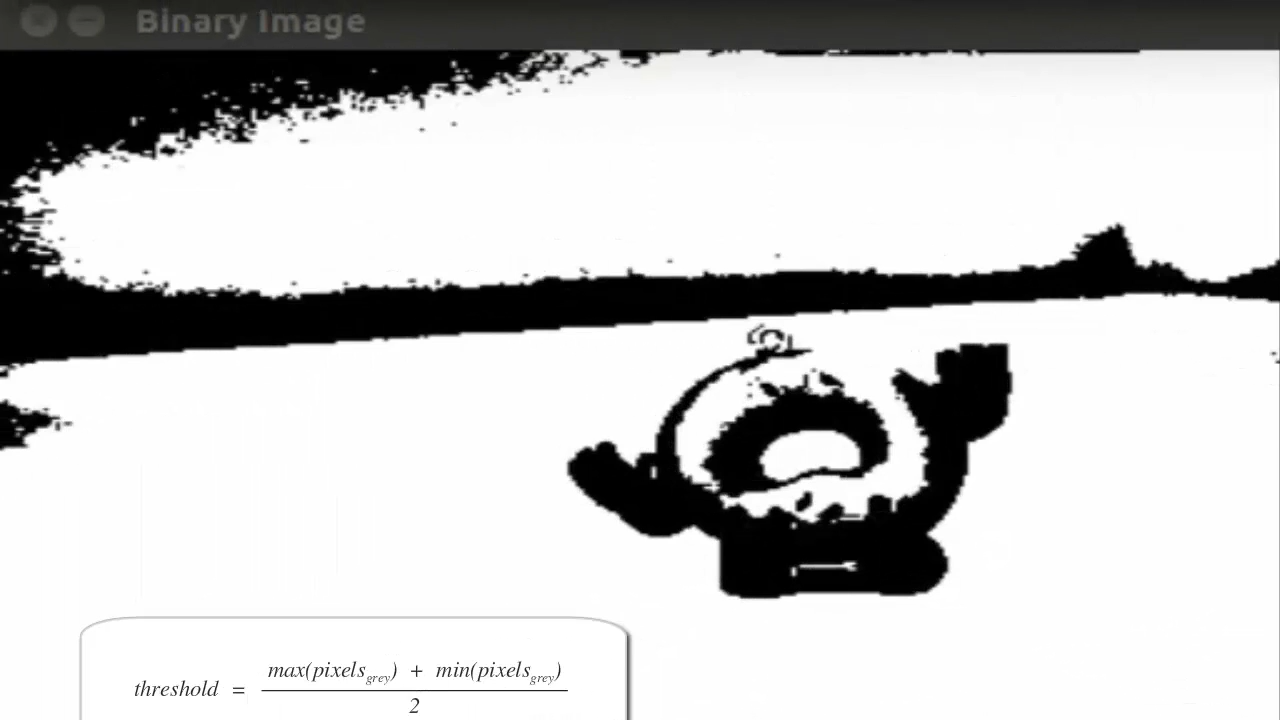 Binary Image
threshold = max(pixels_grey) + min(pixels_grey) / 2